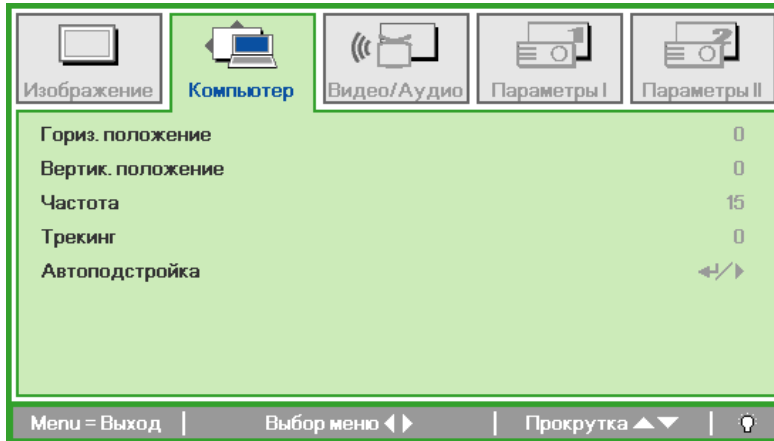 Изображение
Компьютер
Видео/Аудио
Параметры I
Параметры II
Гориз. положение 0
Вертик. положение 0
Частота 15
Трекинг 0
Автоподстройка
Menu = Выход Выбор меню Прокрутка